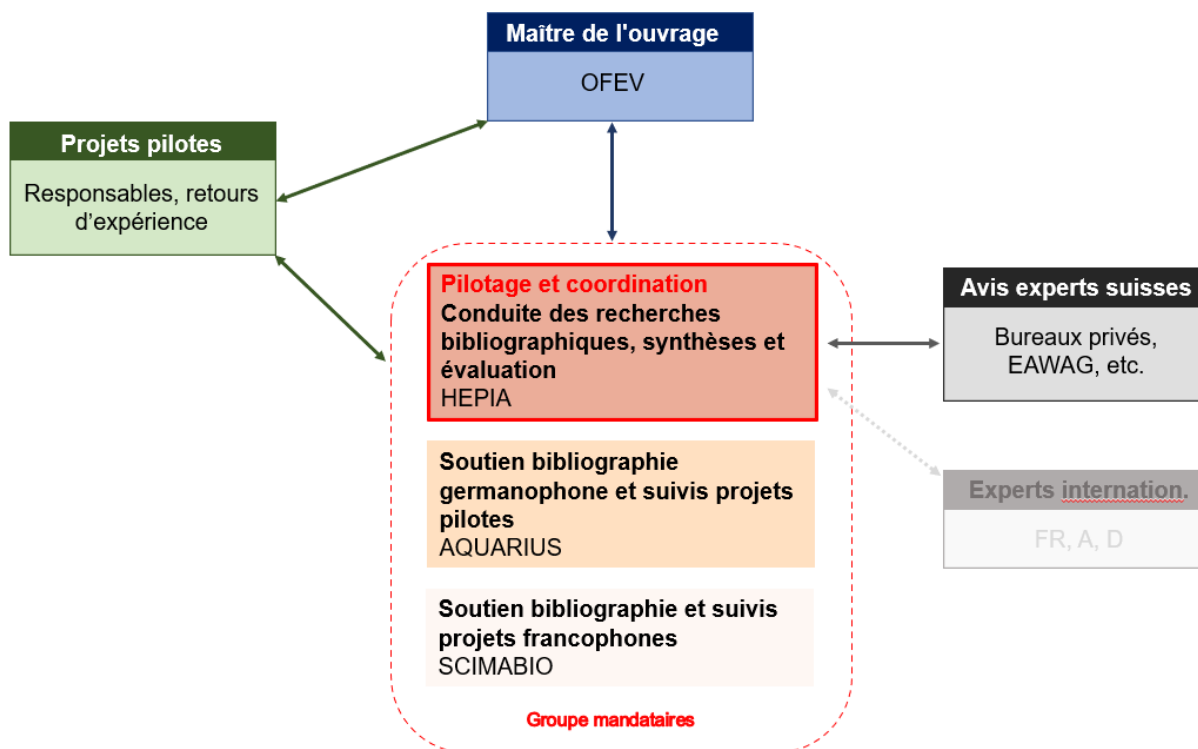 Maître de l'ouvrage
OFEV
Projets pilotes
Responsables, retours
d’expérience
Pilotage et coordination
Conduite des recherches
bibliographiques, synthèses et
évaluation
HEPIA
Avis experts suisses
Bureaux privés,
EAWAG, etc.
Soutien bibliographie
germanophone et suivis projets
pilotes
AQUARIUS
Experts internation.
FR, A, D
Soutien bibliographie et suivis
projets francophones
SCIMABIO
Groupe mandataires